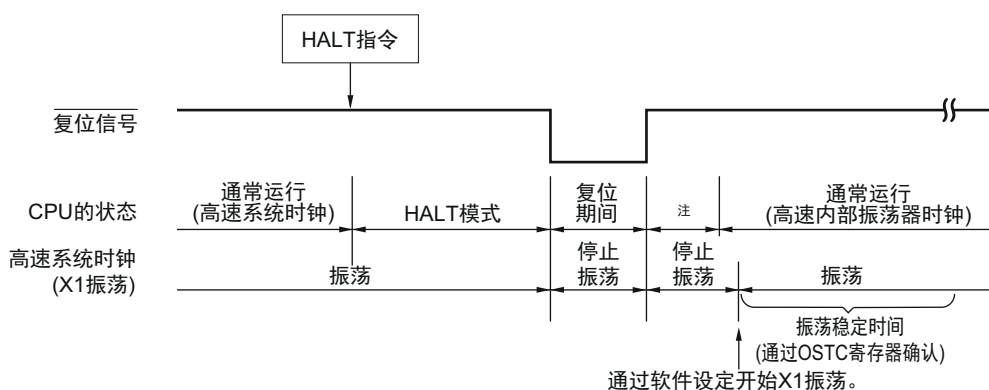 HALT指令
复位信号
CPU的状态
通常运行
(高速系统时钟)
HALT模式
复位
期间
注
通常运行
(高速内部振荡器时钟)
高速系统时钟
(X1振荡)
振荡
停止
振荡
停止
振荡
振荡
振荡稳定时间
(通过OSTC寄存器确认)
通过软件设定开始X1振荡。